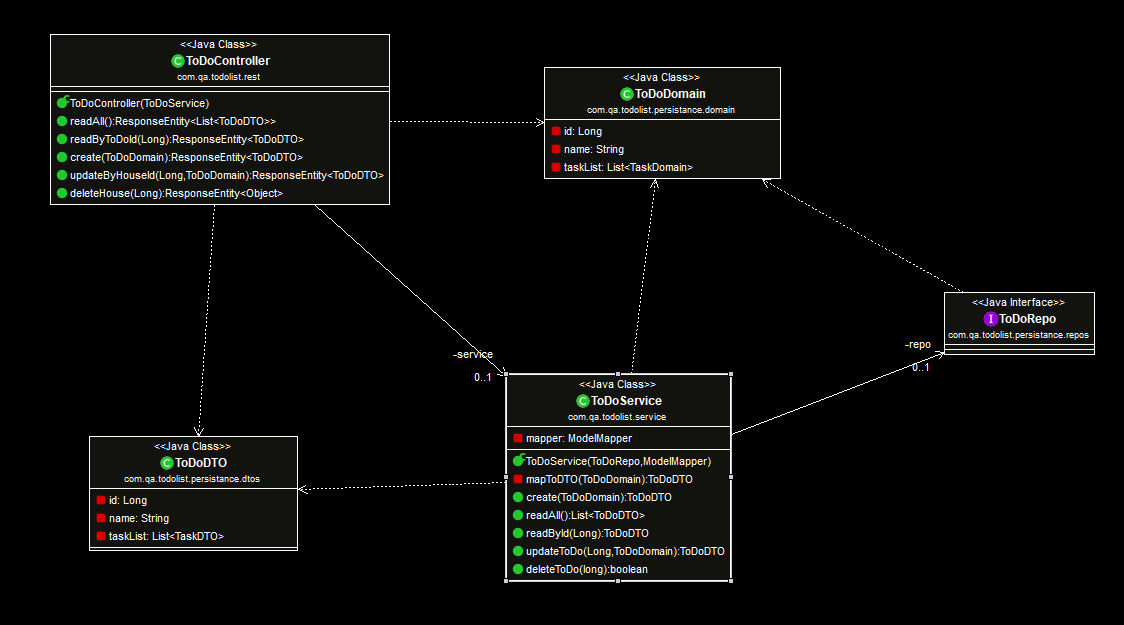 <<Java Class>>
ToDoController
com.qa.todolist.rest
ToDoController(ToDoService)
readAll():ResponseEntity<List<ToDoDTO>>
readByToDoId(Long):ResponseEntity<ToDoDTO>
create(ToDoDomain):ResponseEntity<ToDoDTO>
updateByHouseId(Long,ToDoDomain):ResponseEntity<ToDoDTO>
deleteHouse(Long):ResponseEntity<Object>
<<Java Class>>
ToDoDomain
com.qa.todolist.persistance.domain
id: Long
name: String
taskList: List<TaskDomain>
<<Java Interface>>
ToDoRepo
com.qa.todolist.persistance.repos
-repo
0..1
-service
0..1
<<Java Class>>
ToDoService
com.qa.todolist.service
mapper: ModelMapper
ToDoService(ToDoRepo,ModelMapper)
mapToDTO(ToDoDomain):ToDoDTO
create(ToDoDomain):ToDoDTO
readAll():List<ToDoDTO>
readById(Long):ToDoDTO
updateToDo(Long,ToDoDomain):ToDoDTO
deleteToDo(long):boolean
<<Java Class>>
ToDoDTO
com.qa.todolist.persistance.dtos
id: Long
name: String
taskList: List<TaskDTO>